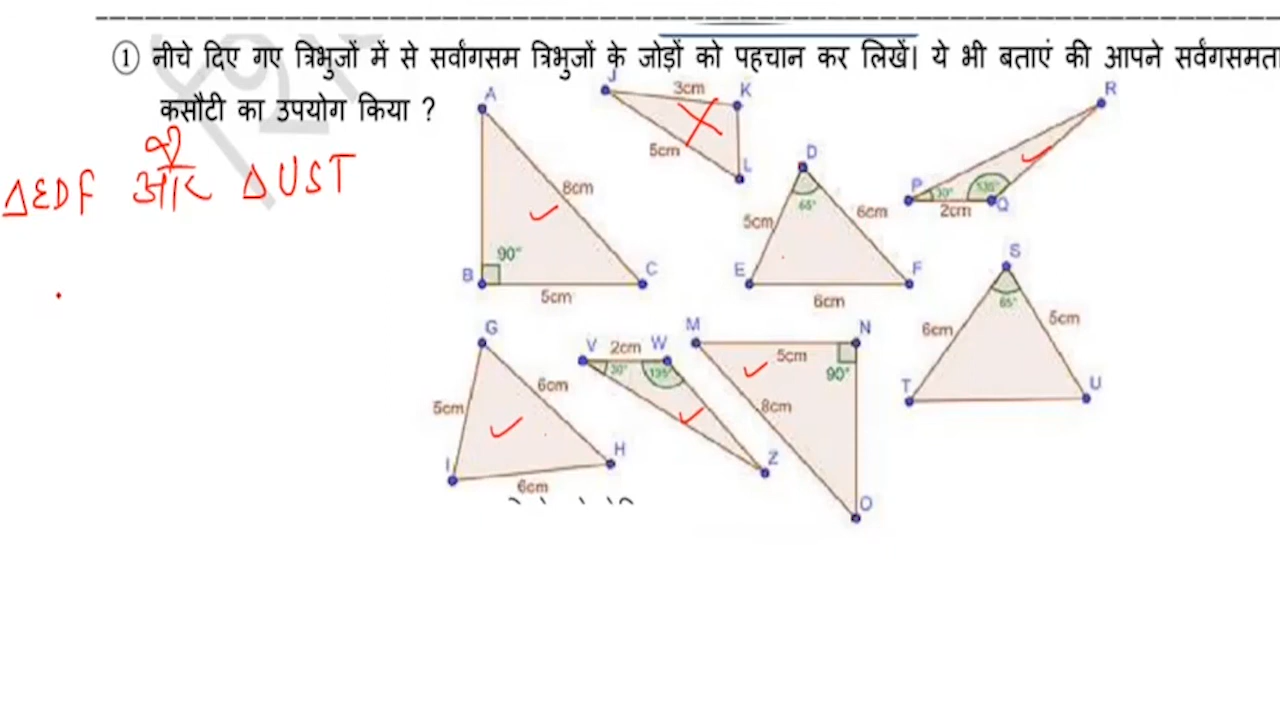 ① नीचे दिए गए त्रिभुजों में से सर्वांगसम त्रिभुजों के जोड़ों को पहचान कर लिखें। ये भी बताएं की आपने सर्वंगसमता
कसौटी का उपयोग किया ?
ΔEDF और ΔUST
A
8cm
90°
B
C
5cm
J
3cm
K
5cm
L
D
65°
5cm
6cm
E
F
6cm
R
P
30°
135°
Q
2cm
S
65°
6cm
5cm
T
U
G
6cm
5cm
H
I
6cm
V
2cm
W
30°
135°
Z
M
N
5cm
90°
8cm
O